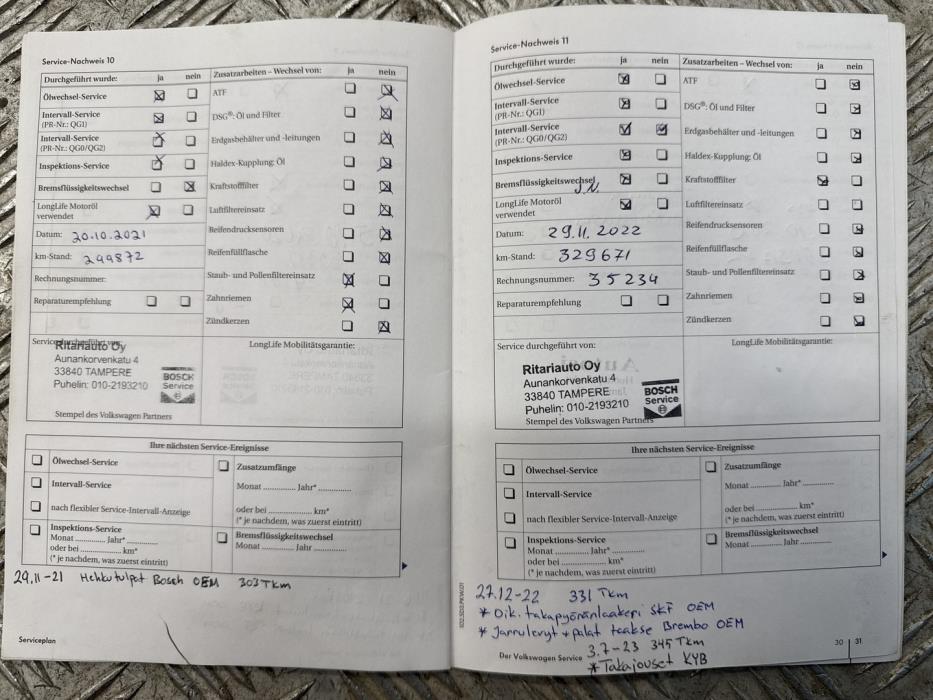 Service-Nachweis 10
Durchgeführt wurde: ja nein
Ölwechsel-Service
Intervall-Service
(PR-Nr.: QG1)
Intervall-Service
(PR-Nr.: QG0/QG2)
Inspektions-Service
Bremsflüssigkeitswechsel
LongLife Motoröl
verwendet
Datum: 20.10.2021
km-Stand: 299872
Rechnungsnummer:
Reparaturempfehlung
Zusatzarbeiten – Wechsel von: ja nein
ATF
DSG®: Öl und Filter
Erdgasbehälter und -leitungen
Haldex-Kupplung: Öl
Kraftstofffilter
Luftfiltereinsatz
Reifendrucksensoren
Reifenfüllflasche
Staub- und Pollenfiltereinsatz
Zahnriemen
Zündkerzen
Service durchgeführt von:
Ritariauto Oy
Aunankorvenkatu 4
33840 TAMPERE
Puhelin: 010-2193210
BOSCH
Service
Stempel des Volkswagen Partners
LongLife Mobilitätsgarantie:
Ihre nächsten Service-Ereignisse
Ölwechsel-Service
Intervall-Service
nach flexibler Service-Intervall-Anzeige
Inspektions-Service
Monat ............ Jahr* ............
oder bei ..................... km*
(* je nachdem, was zuerst eintritt)
Zusatzumfänge
Monat ............ Jahr* ............
oder bei ..................... km*
(* je nachdem, was zuerst eintritt)
Bremsflüssigkeitswechsel
Monat ............ Jahr ............
29.11-21 Hehkutulpat Bosch OEM 303 Tkm
Serviceplan
Service-Nachweis 11
Durchgeführt wurde: ja nein
Ölwechsel-Service
Intervall-Service
(PR-Nr.: QG1)
Intervall-Service
(PR-Nr.: QG0/QG2)
Inspektions-Service
Bremsflüssigkeitswechsel
J.N.
LongLife Motoröl
verwendet
Datum: 29.11.2022
km-Stand: 329671
Rechnungsnummer: 35234
Reparaturempfehlung
Zusatzarbeiten – Wechsel von: ja nein
ATF
DSG®: Öl und Filter
Erdgasbehälter und -leitungen
Haldex-Kupplung: Öl
Kraftstofffilter
Luftfiltereinsatz
Reifendrucksensoren
Reifenfüllflasche
Staub- und Pollenfiltereinsatz
Zahnriemen
Zündkerzen
Service durchgeführt von:
Ritariauto Oy
Aunankorvenkatu 4
33840 TAMPERE
Puhelin: 010-2193210
BOSCH
Service
Stempel des Volkswagen Partners
LongLife Mobilitätsgarantie:
Ihre nächsten Service-Ereignisse
Ölwechsel-Service
Intervall-Service
nach flexibler Service-Intervall-Anzeige
Inspektions-Service
Monat ............ Jahr* ............
oder bei ..................... km*
(* je nachdem, was zuerst eintritt)
Zusatzumfänge
Monat ............ Jahr* ............
oder bei ..................... km*
(* je nachdem, was zuerst eintritt)
Bremsflüssigkeitswechsel
Monat ............ Jahr ............
27.12-22 331 Tkm
* Oik. takapyöränlaakeri SKF OEM
* Jarrulevyt + palat taakse Brembo OEM
3.7-23 345 Tkm
* Takajouset KYB
Der Volkswagen Service
30 31